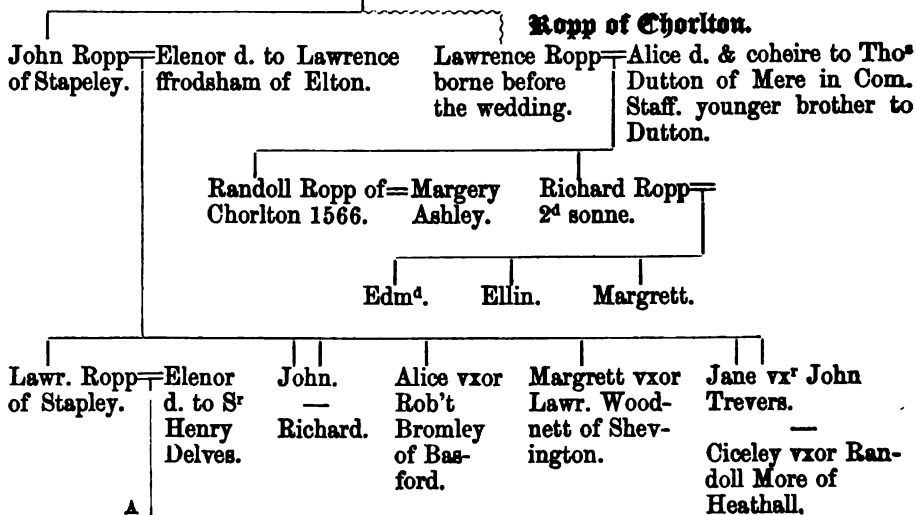 Ropp of Chorlton.
John Ropp=Elenor d. to Lawrence
of Stapeley. ffrodsham of Elton.
Lawrence Ropp=Alice d. & coheire to Thoˢ
borne before Dutton of Mere in Com.
the wedding. Staff. younger brother to
Dutton.
Randoll Ropp of=Margery
Chorlton 1566. Ashley.
Richard Ropp=
2ᵈ sonne.
Edmᵈ. Ellin. Margrett.
Lawr. Ropp=Elenor
of Stapley. d. to Sʳ
Henry
Delves.
John.
—
Richard.
Alice vxor
Rob't
Bromley
of Bas-
ford.
Margrett vxor
Lawr. Wood-
nett of Shev-
ington.
Jane vxʳ John
Trevers.
—
Ciceley vxor Ran-
doll More of
Heathall,
A